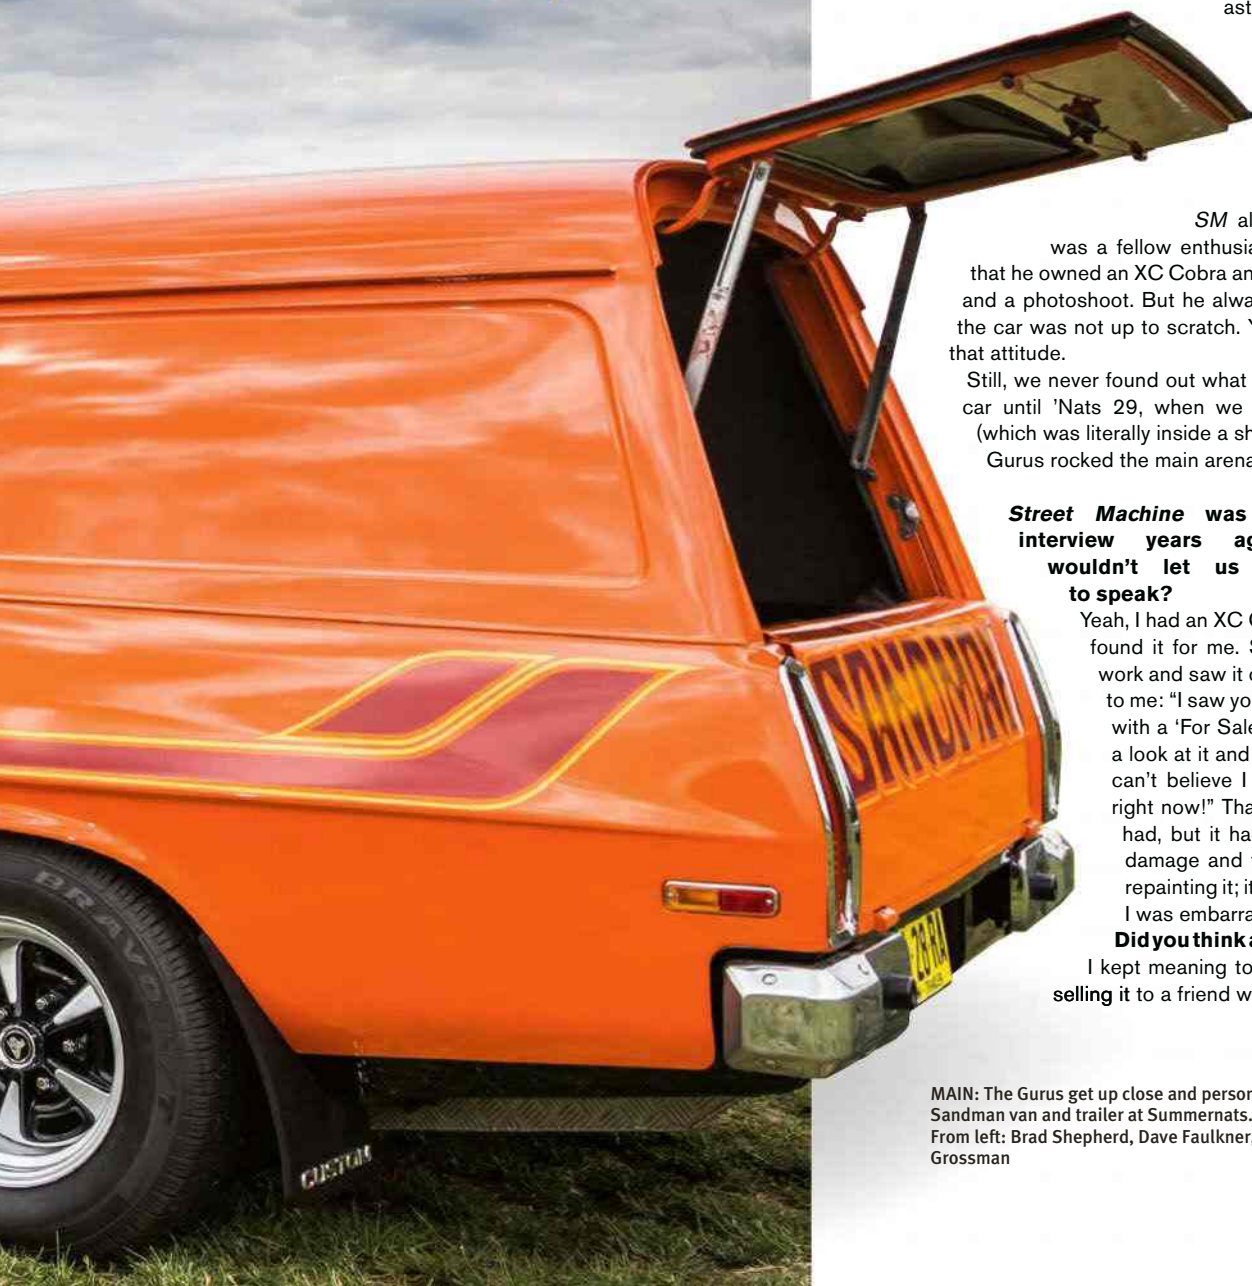 ast
SM al
was a fellow enthusia
that he owned an XC Cobra an
and a photoshoot. But he alwa
the car was not up to scratch. Y
that attitude.
Still, we never found out what
car until ’Nats 29, when we
(which was literally inside a sh
Gurus rocked the main arena
Street Machine was
interview years ag
wouldn’t let us
to speak?
Yeah, I had an XC C
found it for me. S
work and saw it o
to me: “I saw yo
with a ‘For Sale
a look at it and
can’t believe I
right now!” Tha
had, but it ha
damage and
repainting it; it
I was embarra
Did you think a
I kept meaning to
selling it to a friend w
SANDMAN
BRAVO
CUSTOM
MAIN: The Gurus get up close and person
Sandman van and trailer at Summernats.
From left: Brad Shepherd, Dave Faulkner,
Grossman